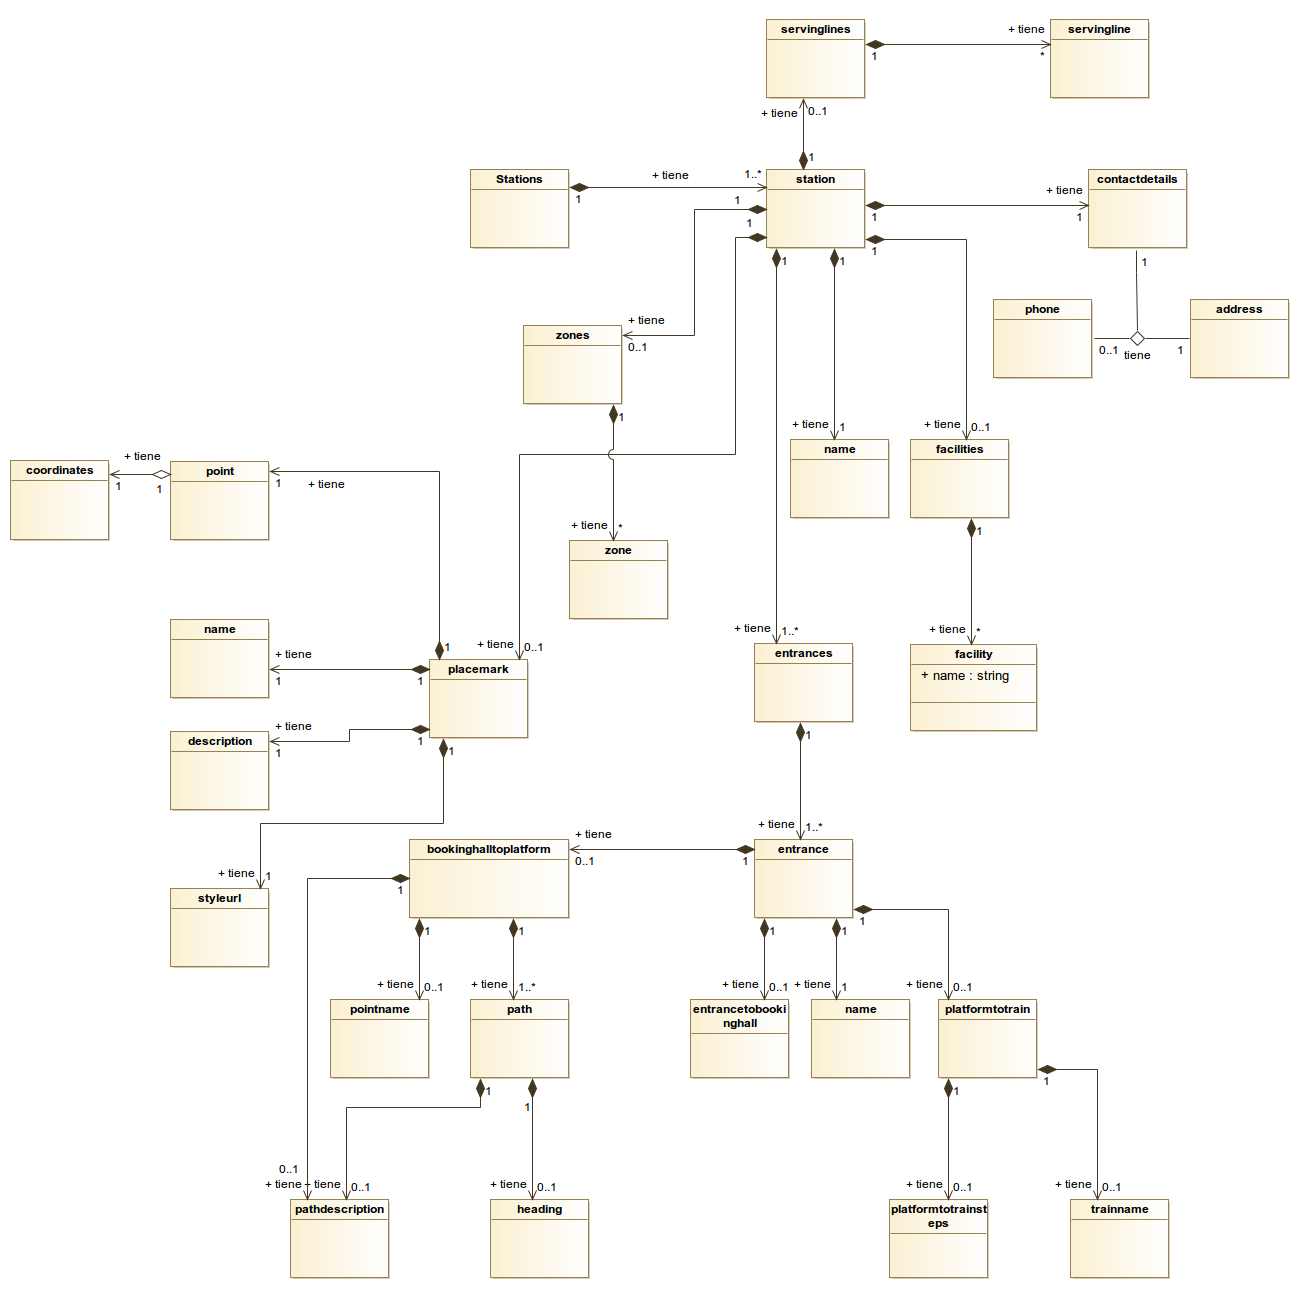 servinglines
+ tiene
servingline
1
*
+ tiene
0..1
1
Stations
+ tiene
1..*
station
contactdetails
+ tiene
1
1
1
1
1
1
1
1
1
1
phone
address
0..1
tiene
1
zones
+ tiene
0..1
1
+ tiene
1
+ tiene
0..1
name
facilities
coordinates
+ tiene
point
1
1
1
+ tiene
+ tiene
*
zone
1
name
+ tiene
1
1
+ tiene
0..1
placemark
1
+ tiene
1..*
entrances
+ tiene
*
facility
+ name : string
description
+ tiene
1
1
1
1
+ tiene
1..*
bookinghalltoplatform
+ tiene
0..1
1
entrance
+ tiene
1
styleurl
1
1
1
1
1
1
+ tiene
0..1
+ tiene
1..*
+ tiene
0..1
+ tiene
1
+ tiene
0..1
pointname
path
entrancetobooki
nghall
name
platformtotrain
1
1
1
1
0..1
+ tiene
+ tiene
0..1
+ tiene
0..1
+ tiene
0..1
+ tiene
0..1
pathdescription
heading
platformtotrainst
eps
trainname